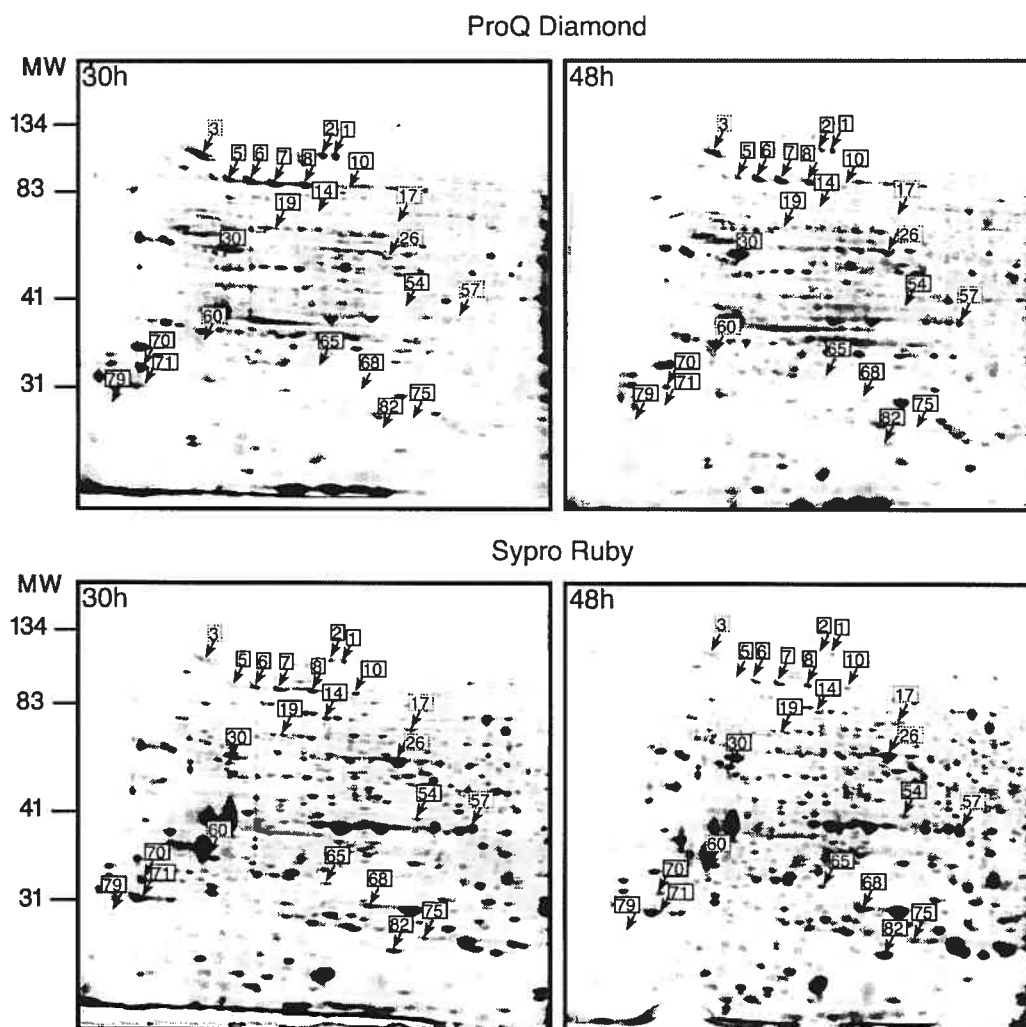 ProQ Diamond
MW 30h 48h
134
83
41
31
3 2 1 5 6 7 8 10 14 17 19 30 26 54 57 60 65 70 71 68 79 75 82
3 2 1 5 6 7 8 10 14 17 19 30 26 54 57 60 65 70 68 71 79 75 82
Sypro Ruby
MW 30h 48h
134
83
41
31
3 2 1 5 6 7 8 10 14 17 19 30 26 54 57 60 70 65 71 68 79 75 82
3 2 1 5 6 7 8 10 14 17 19 30 26 54 57 60 65 70 68 71 79 75 82